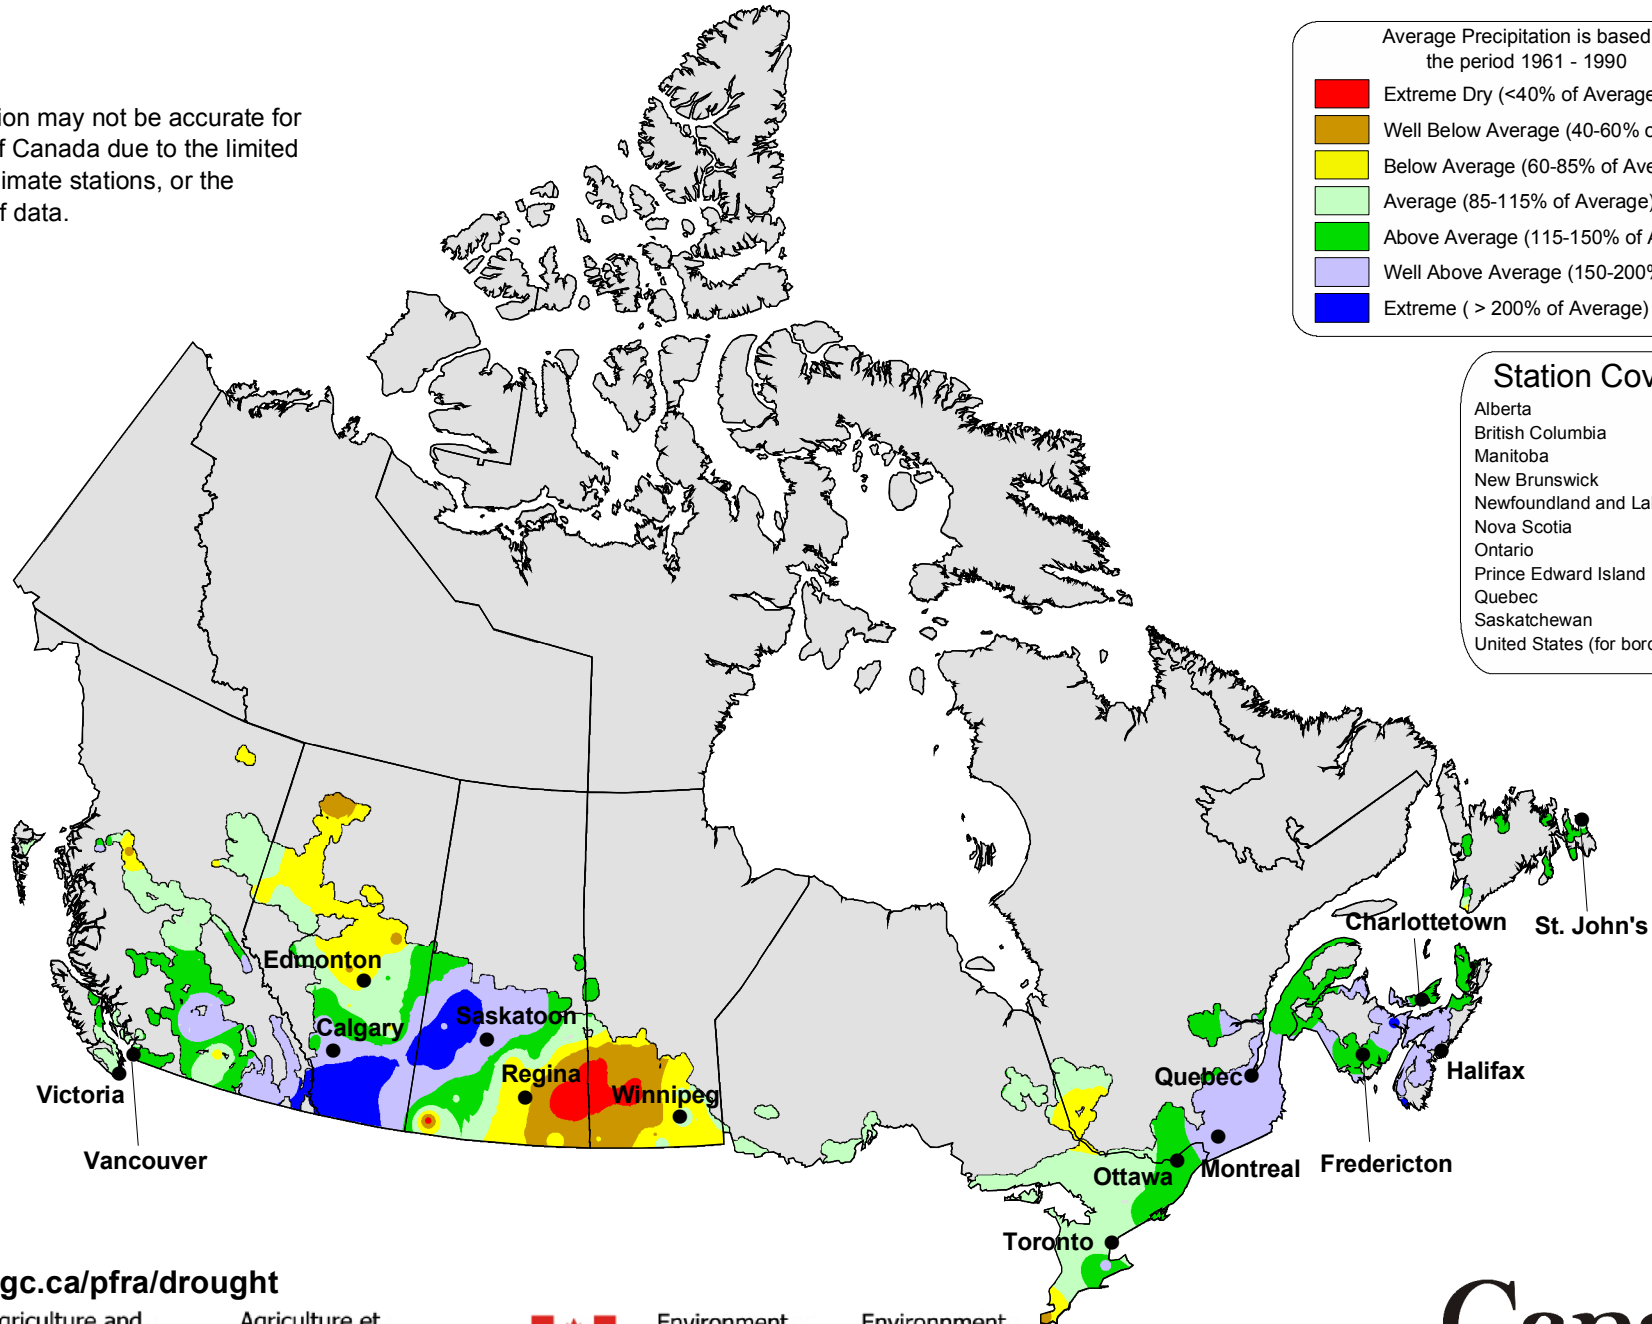 ion may not be accurate for
f Canada due to the limited
imate stations, or the
f data.
Average Precipitation is based
the period 1961 - 1990
Extreme Dry (<40% of Average
Well Below Average (40-60% o
Below Average (60-85% of Ave
Average (85-115% of Average)
Above Average (115-150% of A
Well Above Average (150-200%
Extreme ( > 200% of Average)
Station Cov
Alberta
British Columbia
Manitoba
New Brunswick
Newfoundland and La
Nova Scotia
Ontario
Prince Edward Island
Quebec
Saskatchewan
United States (for bord
Charlottetown
St. John's
Edmonton
Calgary
Saskatoon
Regina
Winnipeg
Victoria
Vancouver
Quebec
Halifax
Ottawa
Montreal
Fredericton
Toronto
gc.ca/pfra/drought
griculture and
Agriculture et
Environment
Environnment
Cana